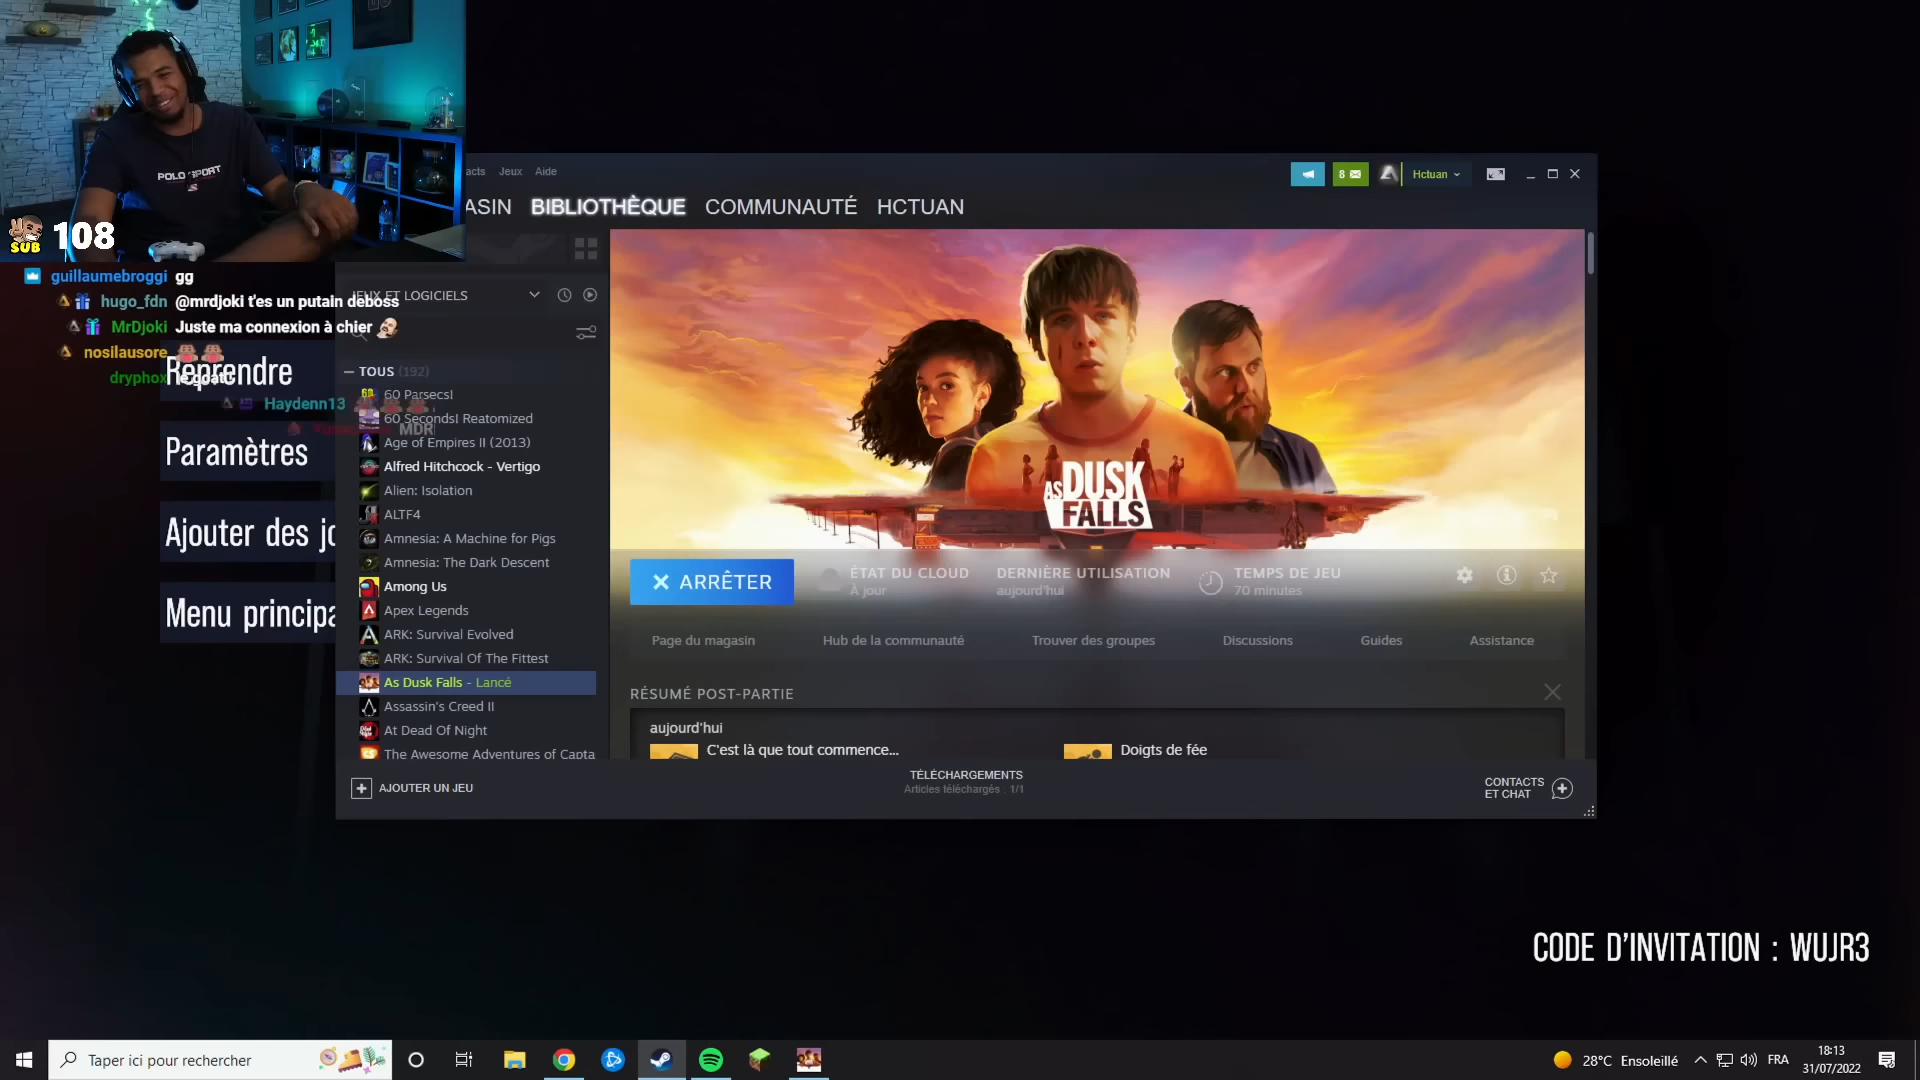 POLO SPORT
SUB 108
guillaumebroggi gg
hugo_fdn @mrdjoki t'es un putain deboss
MrDjoki Juste ma connexion à chier
nosilausore
dryphox
Haydenn13
MDR
Reprendre
Paramètres
Ajouter des
Menu principa
Jeux Aide
8
Hctuan
ASIN BIBLIOTHÈQUE COMMUNAUTÉ HCTUAN
JEUX ET LOGICIELS
TOUS (192)
60 Parsecs!
60 Seconds! Reatomized
Age of Empires II (2013)
Alfred Hitchcock - Vertigo
Alien: Isolation
ALTF4
Amnesia: A Machine for Pigs
Amnesia: The Dark Descent
Among Us
Apex Legends
ARK: Survival Evolved
ARK: Survival Of The Fittest
As Dusk Falls - Lancé
Assassin's Creed II
At Dead Of Night
The Awesome Adventures of Capta
AJOUTER UN JEU
AS DUSK
FALLS
ARRÊTER
ÉTAT DU CLOUD
À jour
DERNIÈRE UTILISATION
aujourd'hui
TEMPS DE JEU
70 minutes
Page du magasin
Hub de la communauté
Trouver des groupes
Discussions
Guides
Assistance
RÉSUMÉ POST-PARTIE
aujourd'hui
C'est là que tout commence...
Doigts de fée
TÉLÉCHARGEMENTS
Articles téléchargés : 1/1
CONTACTS
ET CHAT
CODE D'INVITATION : WUJR3
Taper ici pour rechercher
28°C Ensoleillé
FRA
18:13
31/07/2022